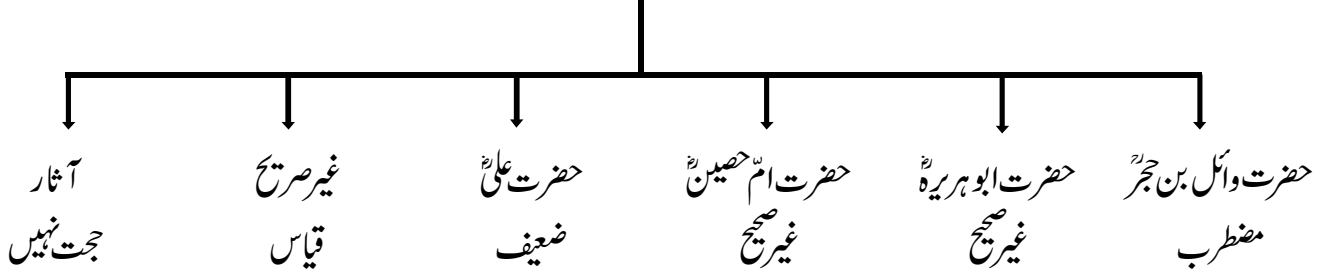 حضرت وائل بن حجرؓ
مضطرب
حضرت ابو ہریرہؓ
غیر صحیح
حضرت امّ حصینؓ
غیر صحیح
حضرت علیؓ
ضعیف
غیر صریح
قیاس
آثار
حجت نہیں